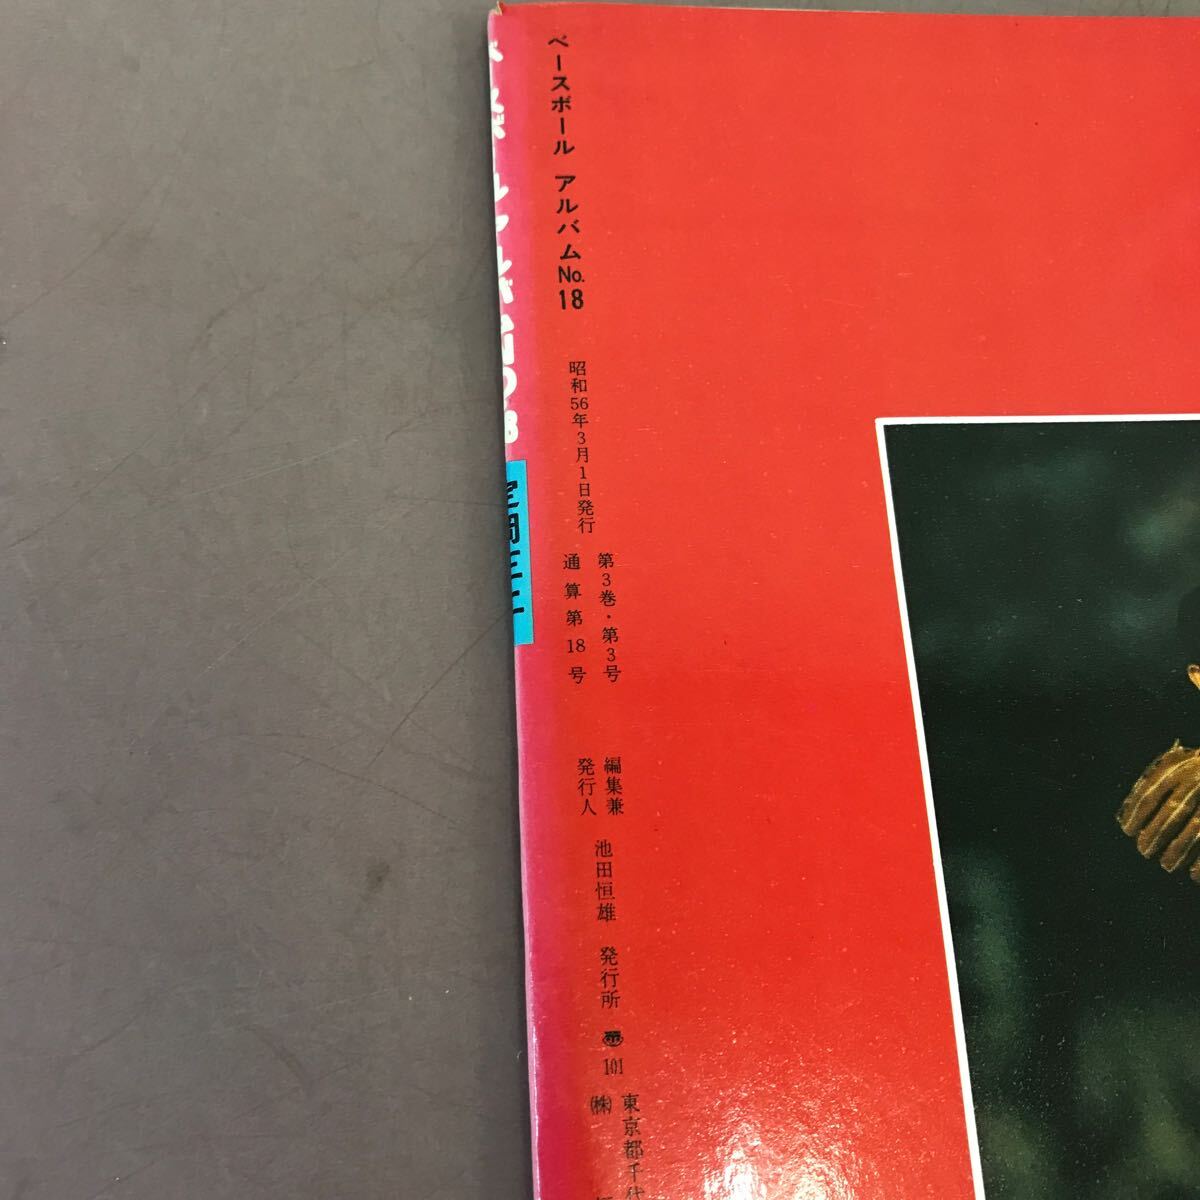 ベースボール アルバム No.18
昭和56年3月1日発行
第3巻・第3号
通算第18号
編集兼
発行人
池田恒雄
発行所
101
東京都千代
㈱